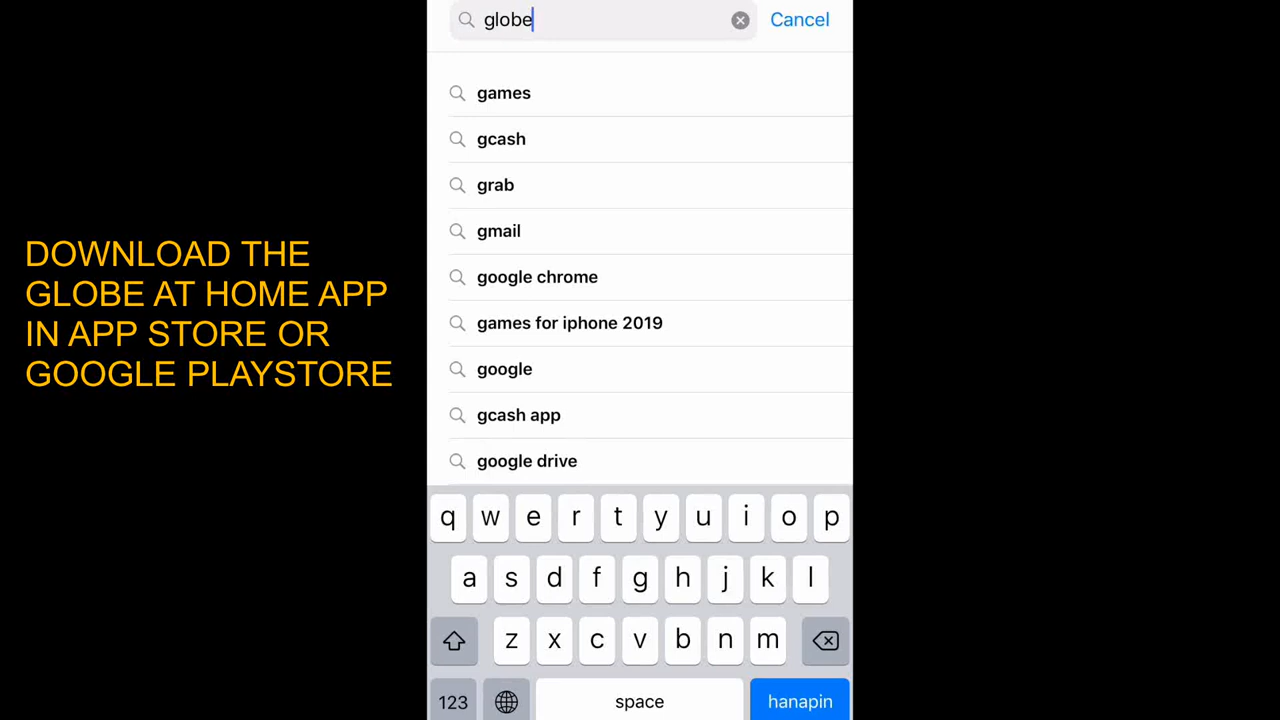 globe
Cancel
games
gcash
grab
gmail
google chrome
games for iphone 2019
google
gcash app
google drive
DOWNLOAD THE
GLOBE AT HOME APP
IN APP STORE OR
GOOGLE PLAYSTORE
q w e r t y u i o p
a s d f g h j k l
z x c v b n m
123 space hanapin